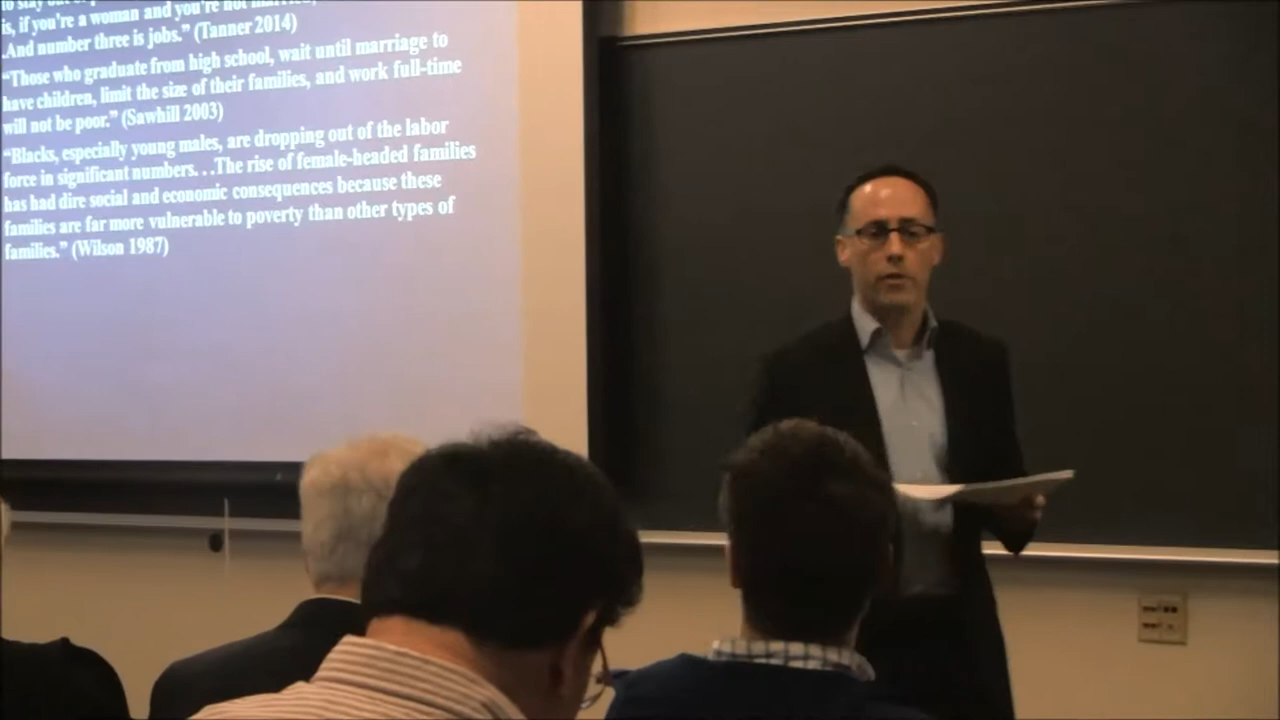 to stay out of
is, if you're a woman and you're not married,
.And number three is jobs." (Tanner 2014)
"Those who graduate from high school, wait until marriage to
have children, limit the size of their families, and work full-time
will not be poor." (Sawhill 2003)
"Blacks, especially young males, are dropping out of the labor
force in significant numbers. . .The rise of female-headed families
has had dire social and economic consequences because these
families are far more vulnerable to poverty than other types of
families." (Wilson 1987)